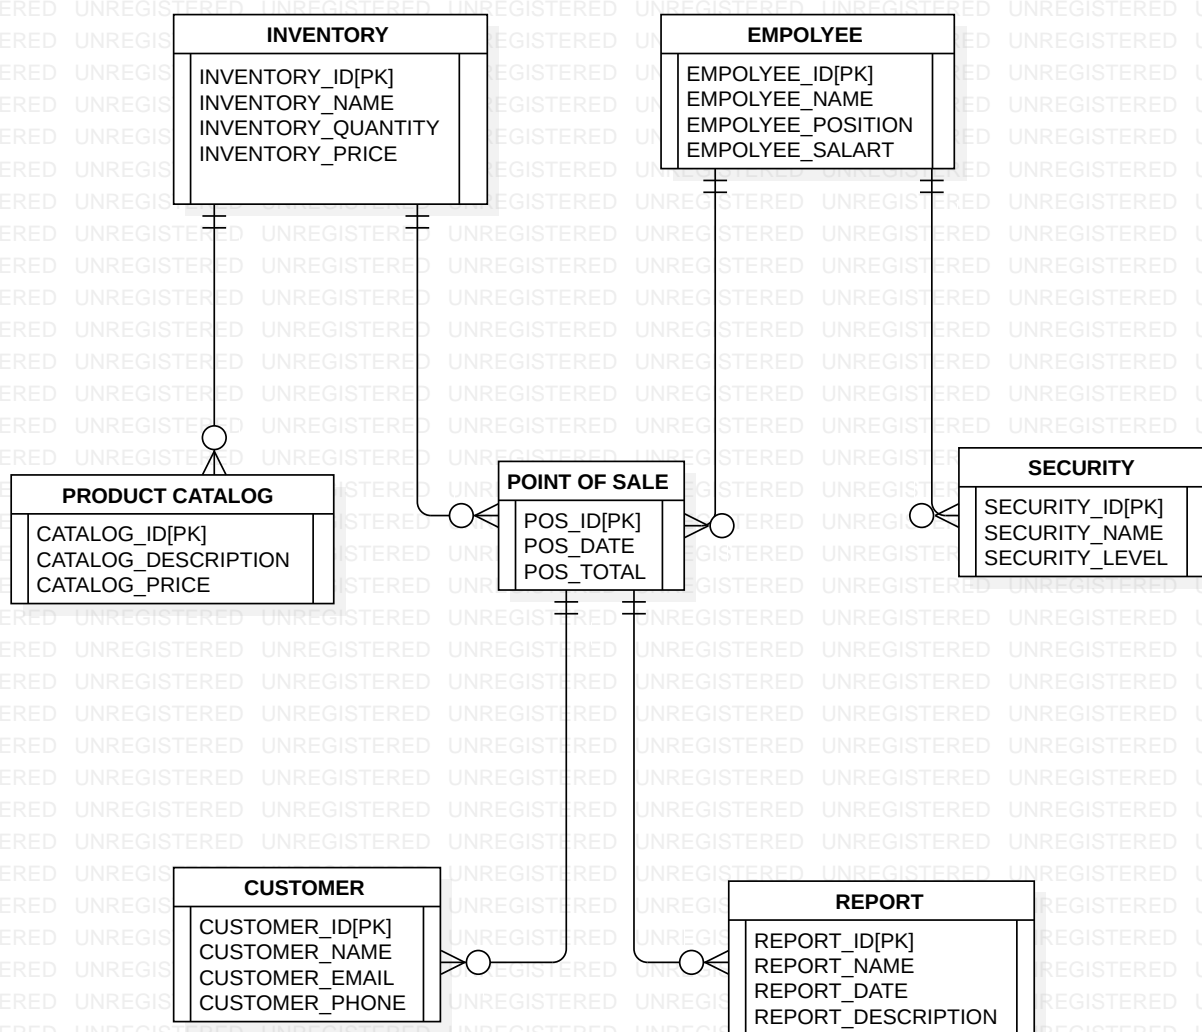 INVENTORY
INVENTORY_ID[PK]
INVENTORY_NAME
INVENTORY_QUANTITY
INVENTORY_PRICE
EMPOLYEE
EMPOLYEE_ID[PK]
EMPOLYEE_NAME
EMPOLYEE_POSITION
EMPOLYEE_SALART
PRODUCT CATALOG
CATALOG_ID[PK]
CATALOG_DESCRIPTION
CATALOG_PRICE
POINT OF SALE
POS_ID[PK]
POS_DATE
POS_TOTAL
SECURITY
SECURITY_ID[PK]
SECURITY_NAME
SECURITY_LEVEL
CUSTOMER
CUSTOMER_ID[PK]
CUSTOMER_NAME
CUSTOMER_EMAIL
CUSTOMER_PHONE
REPORT
REPORT_ID[PK]
REPORT_NAME
REPORT_DATE
REPORT_DESCRIPTION
UNREGISTERED